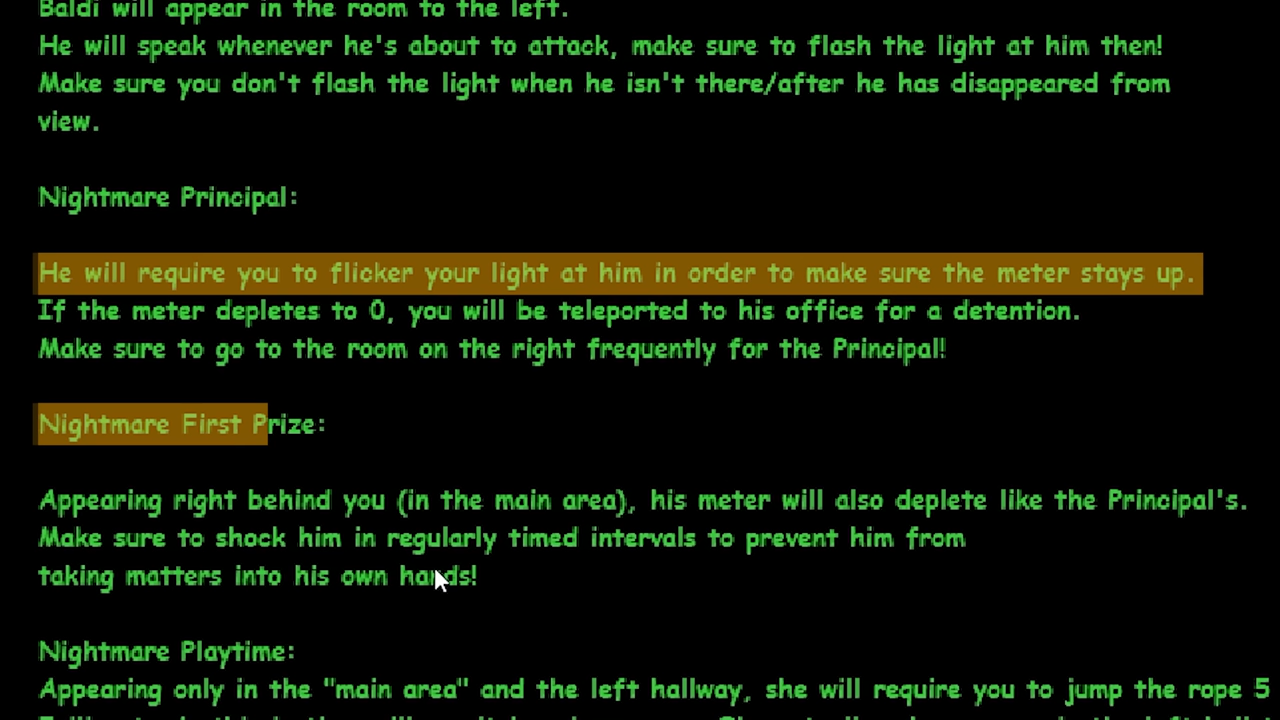 Baldi will appear in the room to the left.
He will speak whenever he's about to attack, make sure to flash the light at him then!
Make sure you don't flash the light when he isn't there/after he has disappeared from
view.
Nightmare Principal:
He will require you to flicker your light at him in order to make sure the meter stays up.
If the meter depletes to 0, you will be teleported to his office for a detention.
Make sure to go to the room on the right frequently for the Principal!
Nightmare First Prize:
Appearing right behind you (in the main area), his meter will also deplete like the Principal's.
Make sure to shock him in regularly timed intervals to prevent him from
taking matters into his own hands!
Nightmare Playtime:
Appearing only in the "main area" and the left hallway, she will require you to jump the rope 5